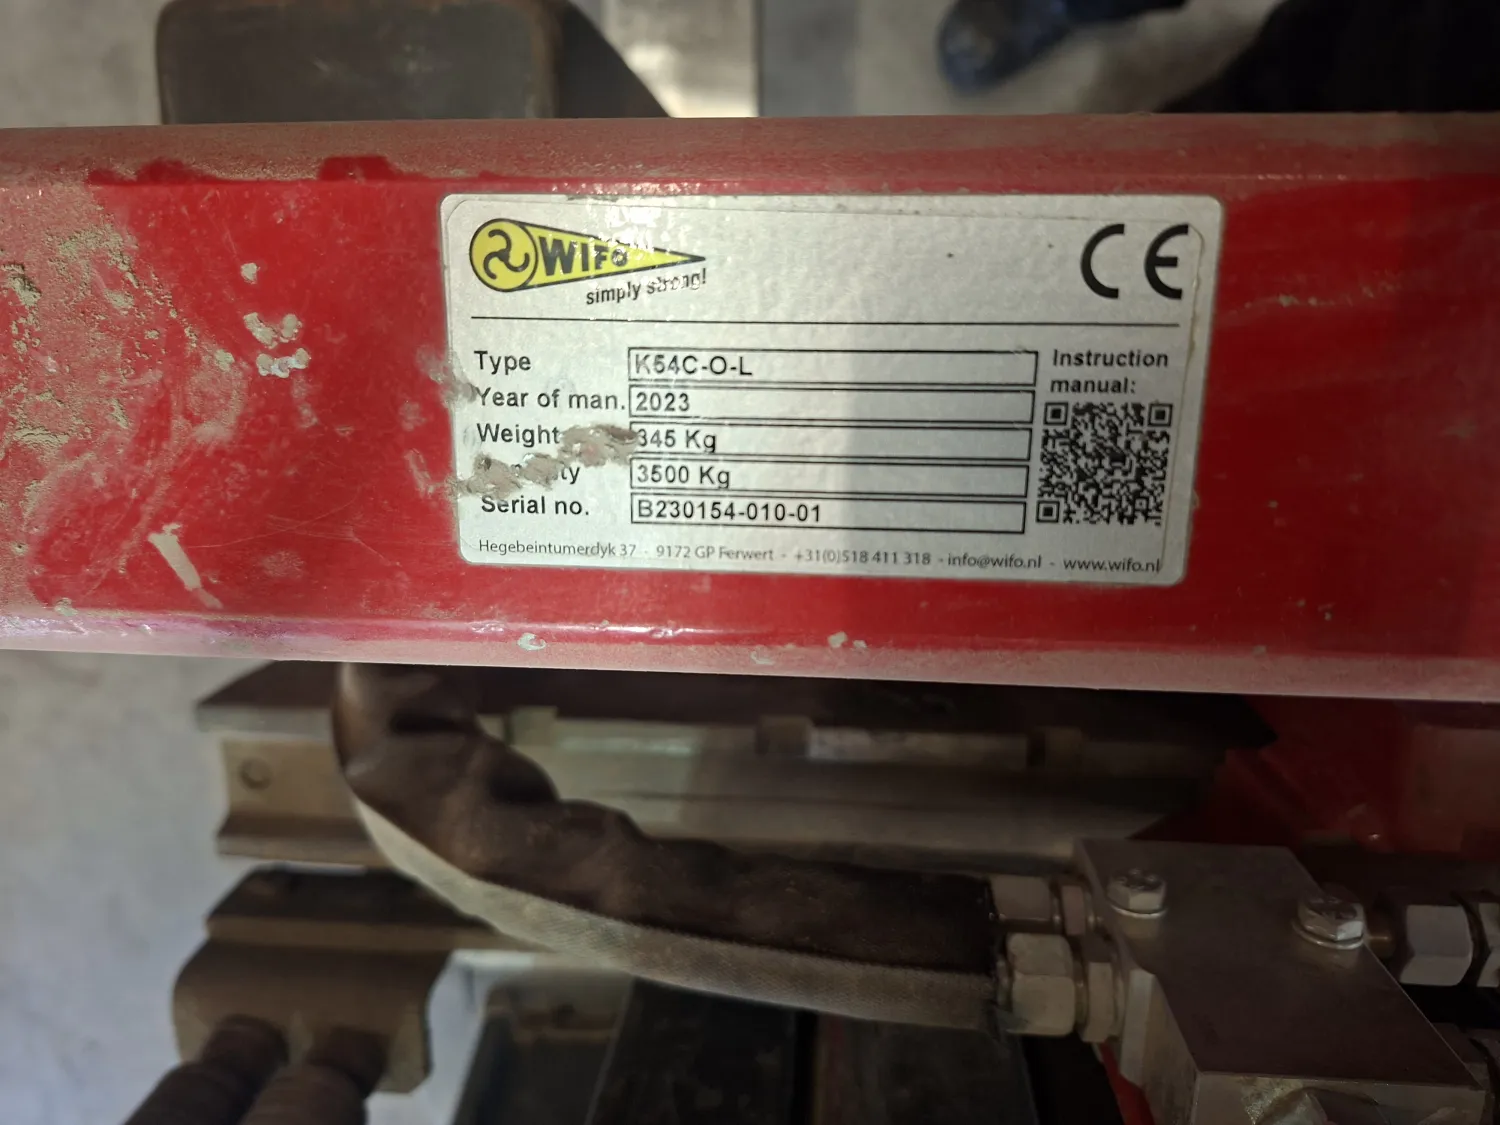 WIFO
simply strong!
CE
Type K54C-O-L
Year of man. 2023
Weight 345 Kg
3500 Kg
Serial no. B230154-010-01
Instruction
manual:
Hegebeintumerdyk 37 - 9172 GP Ferwert - +31(0)518 411 318 - info@wifo.nl - www.wifo.nl